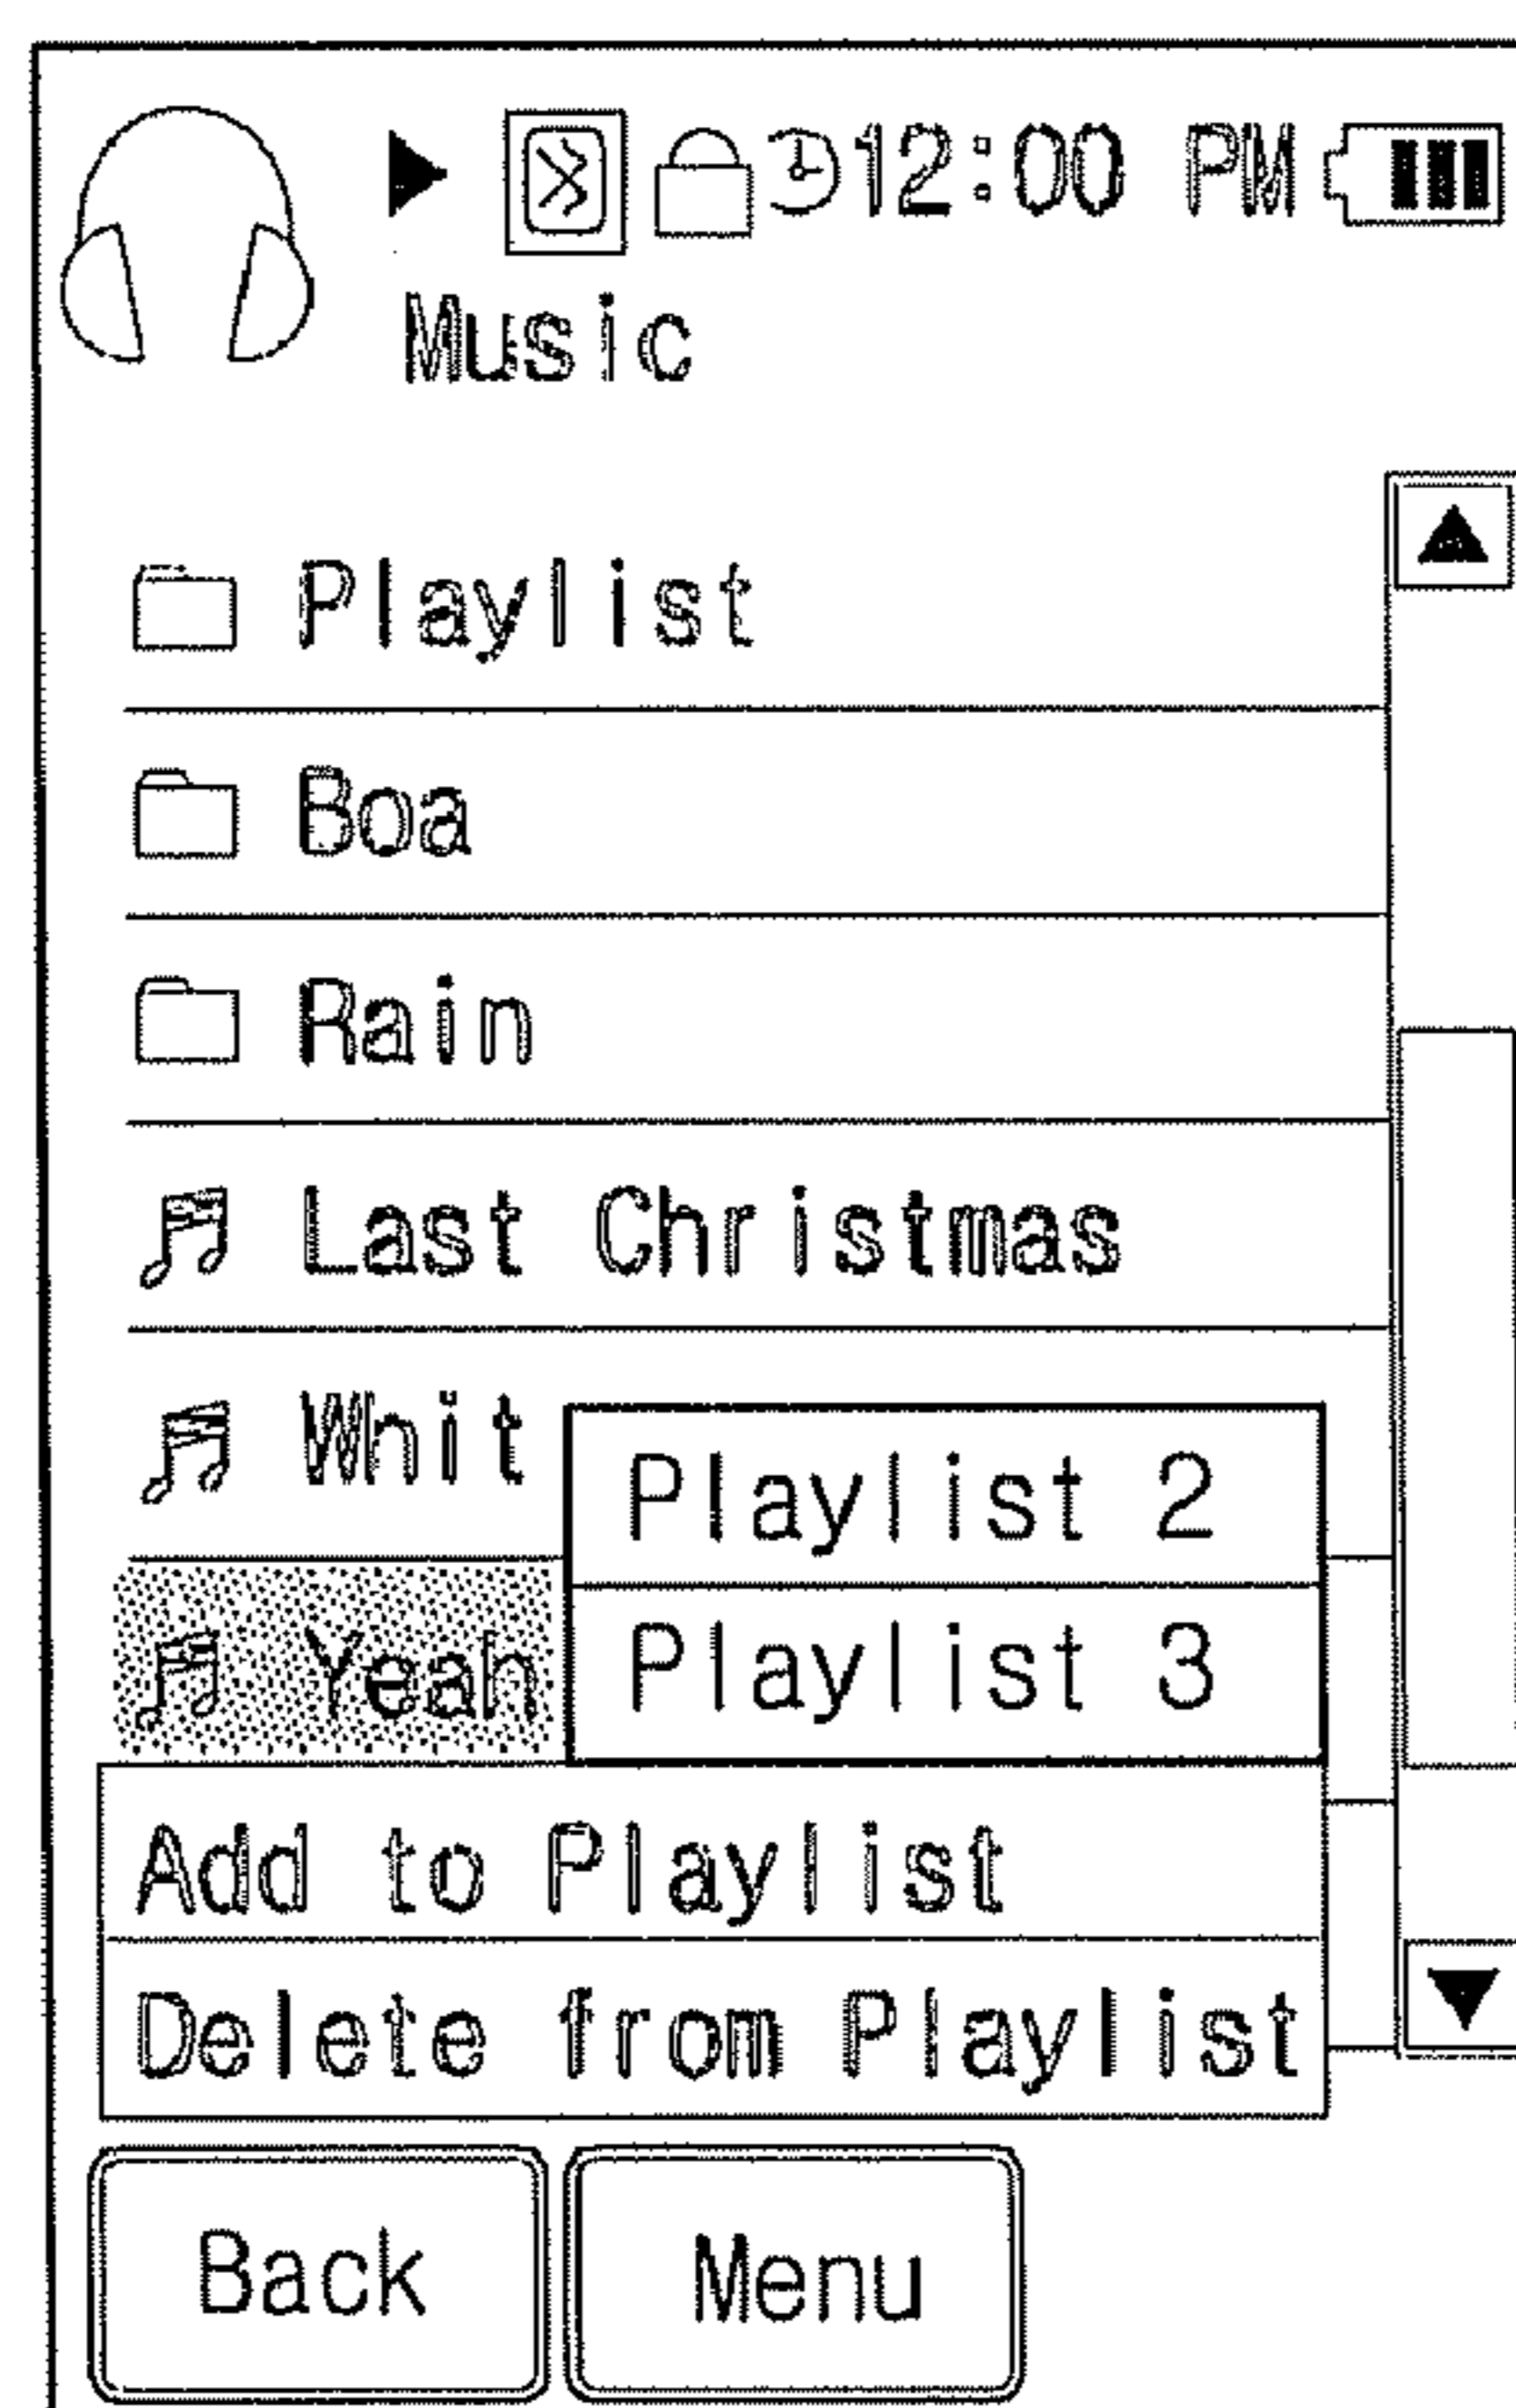 12:00 PM
Music
Playlist
Boa
Rain
Last Christmas
Whit
Playlist 2
Yeah
Playlist 3
Add to Playlist
Delete from Playlist
Back
Menu